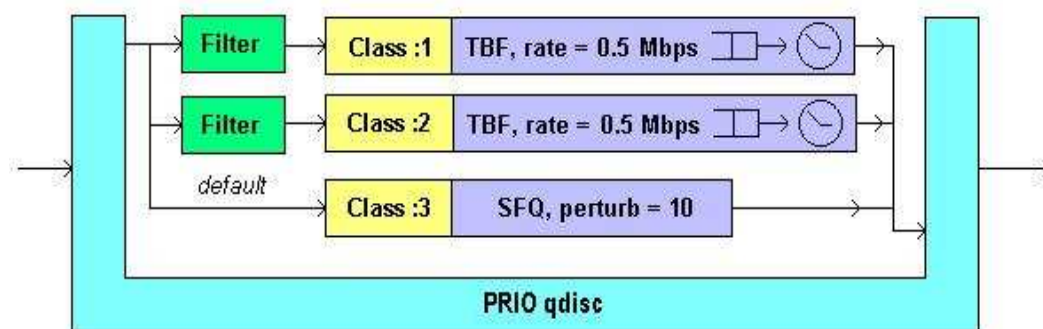 Filter
Class :1
TBF, rate = 0.5 Mbps
Filter
Class :2
TBF, rate = 0.5 Mbps
default
Class :3
SFQ, perturb = 10
PRIO qdisc